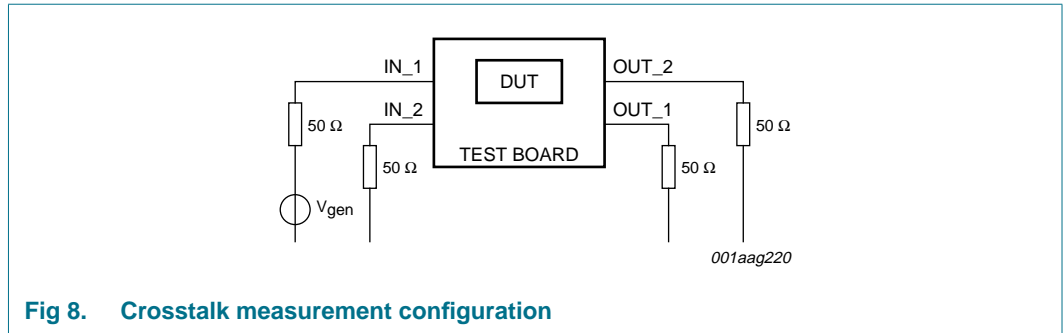 IN_1
OUT_2
DUT
IN_2
OUT_1
50 Ω
50 Ω
TEST BOARD
50 Ω
50 Ω
Vgen
001aag220
Fig 8. Crosstalk measurement configuration